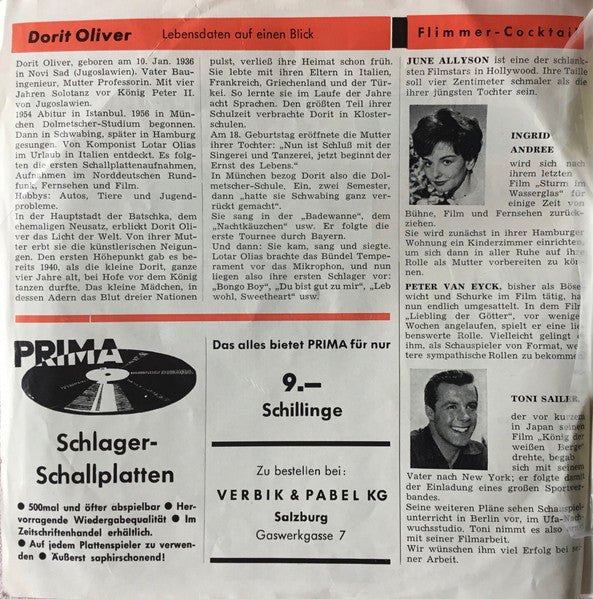 Dorit Oliver Lebensdaten auf einen Blick
Dorit Oliver, geboren am 10. Jan. 1936
in Novi Sad (Jugoslawien). Vater Bau-
ingenieur, Mutter Professorin. Mit vier
Jahren Solotanz vor König Peter II.
von Jugoslawien.
1954 Abitur in Istanbul. 1956 in Mün-
chen Dolmetscher-Studium begonnen.
Dann in Schwabing, später in Hamburg
gesungen. Von Komponist Lotar Olias
im Urlaub in Italien entdeckt. Es folg-
ten die ersten Schallplattenaufnahmen,
Aufnahmen im Norddeutschen Rund-
funk, Fernsehen und Film.
Hobbys: Autos, Tiere und Jugend-
probleme.
In der Hauptstadt der Batschka, dem
ehemaligen Neusatz, erblickt Dorit Oli-
ver das Licht der Welt. Von ihrer Mut-
ter erbt sie die künstlerischen Neigun-
gen. Den ersten Höhepunkt gab es be-
reits 1940, als die kleine Dorit, ganze
vier Jahre alt, bei Hofe vor dem König
tanzen durfte. Das kleine Mädchen, in
dessen Adern das Blut dreier Nationen
pulst, verließ ihre Heimat schon früh.
Sie lebte mit ihren Eltern in Italien,
Frankreich, Griechenland und der Tür-
kei. So lernte sie im Laufe der Jahre
acht Sprachen. Den größten Teil ihrer
Schulzeit verbrachte Dorit in Kloster-
schulen.
Am 18. Geburtstag eröffnete die Mutter
ihrer Tochter: „Nun ist Schluß mit der
Singerei und Tanzerei, jetzt beginnt der
Ernst des Lebens."
In München bezog Dorit also die Dol-
metscher-Schule. Ein, zwei Semester,
dann „hatte sie Schwabing ganz ver-
rückt gemacht".
Sie sang in der „Badewanne", dem
„Nachtkäuzchen" usw. Er folgte die
erste Tournee durch Bayern.
Und dann: Sie kam, sang und siegte.
Lotar Olias brachte das Bündel Tempe-
rament vor das Mikrophon, und nun
liegen also ihre ersten Schlager vor:
„Bongo Boy", „Du bist gut zu mir", „Leb
wohl, Sweetheart" usw.
Flimmer-Cocktail
JUNE ALLYSON ist eine der schlank-
sten Filmstars in Hollywood. Ihre Taille
soll vier Zentimeter schmaler als die
ihrer jüngsten Tochter sein.
INGRID
ANDREE
wird sich nach
ihrem letzten
Film „Sturm im
Wasserglas" für
einige Zeit von
Bühne, Film und Fernsehen zurück-
ziehen.
Sie wird zunächst in ihrer Hamburger
Wohnung ein Kinderzimmer einrichten,
um sich dann in aller Ruhe auf ihre
Rolle als Mutter vorbereiten zu kön-
nen.
PETER VAN EYCK, bisher als Böse-
wicht und Schurke im Film tätig, hat
nun endlich umgesattelt. In dem Film
„Liebling der Götter", vor wenigen
Wochen angelaufen, spielt er eine lie-
benswerte Rolle. Vielleicht gelingt es
ihm, als Schauspieler von Format, wei-
tere sympathische Rollen zu bekommen.
TONI SAILER,
der vor kurzem
in Japan seinen
Film „König der
weißen Berge"
drehte, begab
sich mit seinem
Vater nach New York; er folgte damit
der Einladung eines großen Sportver-
bandes.
Seine weiteren Pläne sehen Schauspiel-
unterricht in Berlin vor, im Ufa-Nach-
wuchsstudio. Toni nimmt es also
mit seiner Filmarbeit.
Wir wünschen ihm viel Erfolg bei sei-
ner Arbeit.
PRIMA
Schlager-
Schallplatten
● 500mal und öfter abspielbar ● Her-
vorragende Wiedergabequalität ● Im
Zeitschriftenhandel erhältlich.
● Auf jedem Plattenspieler zu verwen-
den ● Äußerst saphirschonend!
Das alles bietet PRIMA für nur
9.—
Schillinge
Zu bestellen bei:
VERBIK & PABEL KG
Salzburg
Gaswerkgasse 7